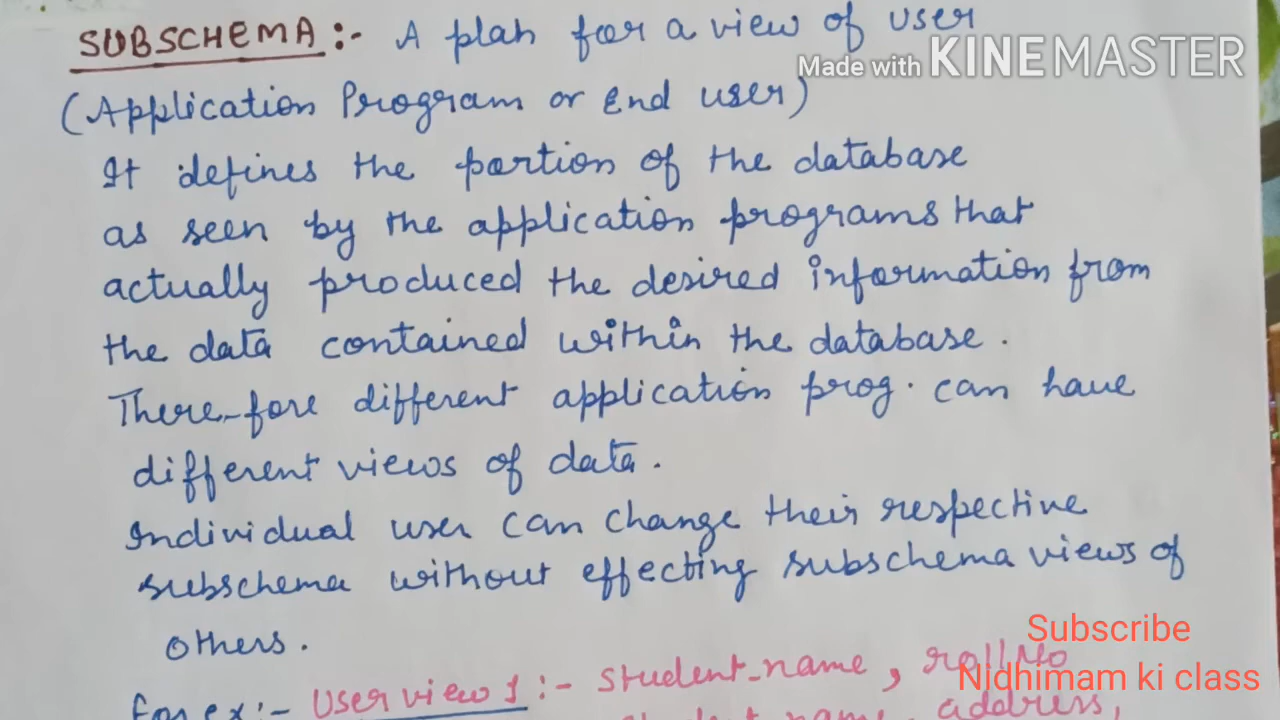 SUBSCHEMA :- A plan for a view of user
Made with KINEMASTER
(Application Program or End user)
It defines the portion of the database
as seen by the application programs that
actually produced the desired information from
the data contained within the database.
There-fore different application prog. can have
different views of data.
Individual user can change their respective
subschema without effecting subschema views of
others.
Subscribe
for ex:- User view 1 :- Student_name, roll No
Nidhimam ki class
address,